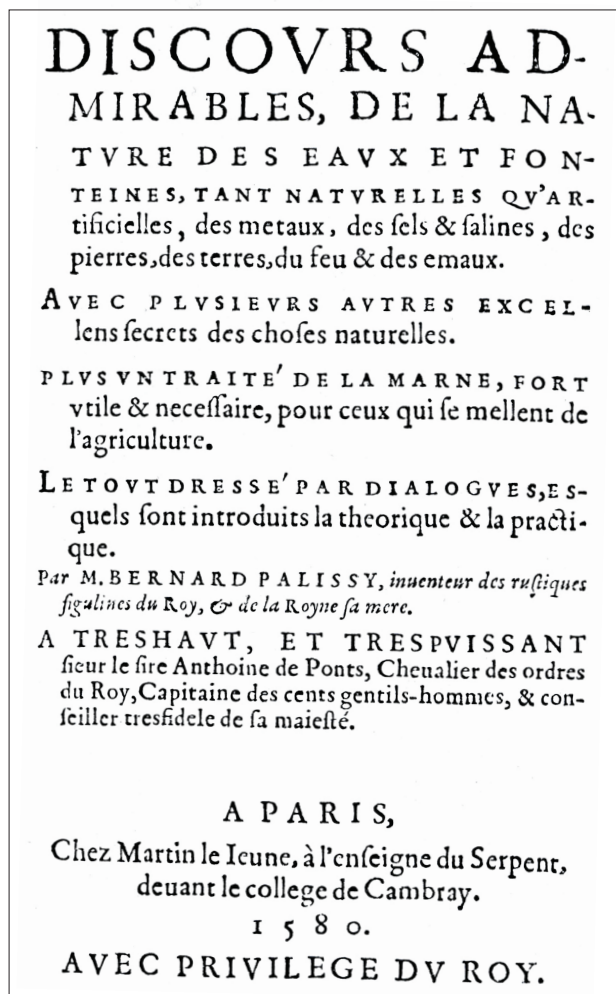 DISCOVRS AD-
MIRABLES, DE LA NA-
TVRE DES EAVX ET FON-
TEINES, TANT NATVRELLES QV'AR-
tificielles, des metaux, des ſels & ſalines, des
pierres, des terres, du feu & des emaux.
AVEC PLVSIEVRS AVTRES EXCEL-
lens ſecrets des choſes naturelles.
PLVS VN TRAITE' DE LA MARNE, FORT
vtile & neceſſaire, pour ceux qui ſe mellent de
l'agriculture.
LE TOVT DRESSE' PAR DIALOGVES, ES-
quels ſont introduits la theorique & la practi-
que.
Par M. BERNARD PALISSY, inuenteur des ruſtiques
figulines du Roy, & de la Royne ſa mere.
A TRESHAVT, ET TRESPVISSANT
ſieur le ſire Anthoine de Ponts, Cheualier des ordres
du Roy, Capitaine des cents gentils-hommes, & con-
ſeiller tresfidele de ſa maieſté.
A PARIS,
Chez Martin le Ieune, à l'enſeigne du Serpent,
deuant le college de Cambray.
1580.
AVEC PRIVILEGE DV ROY.